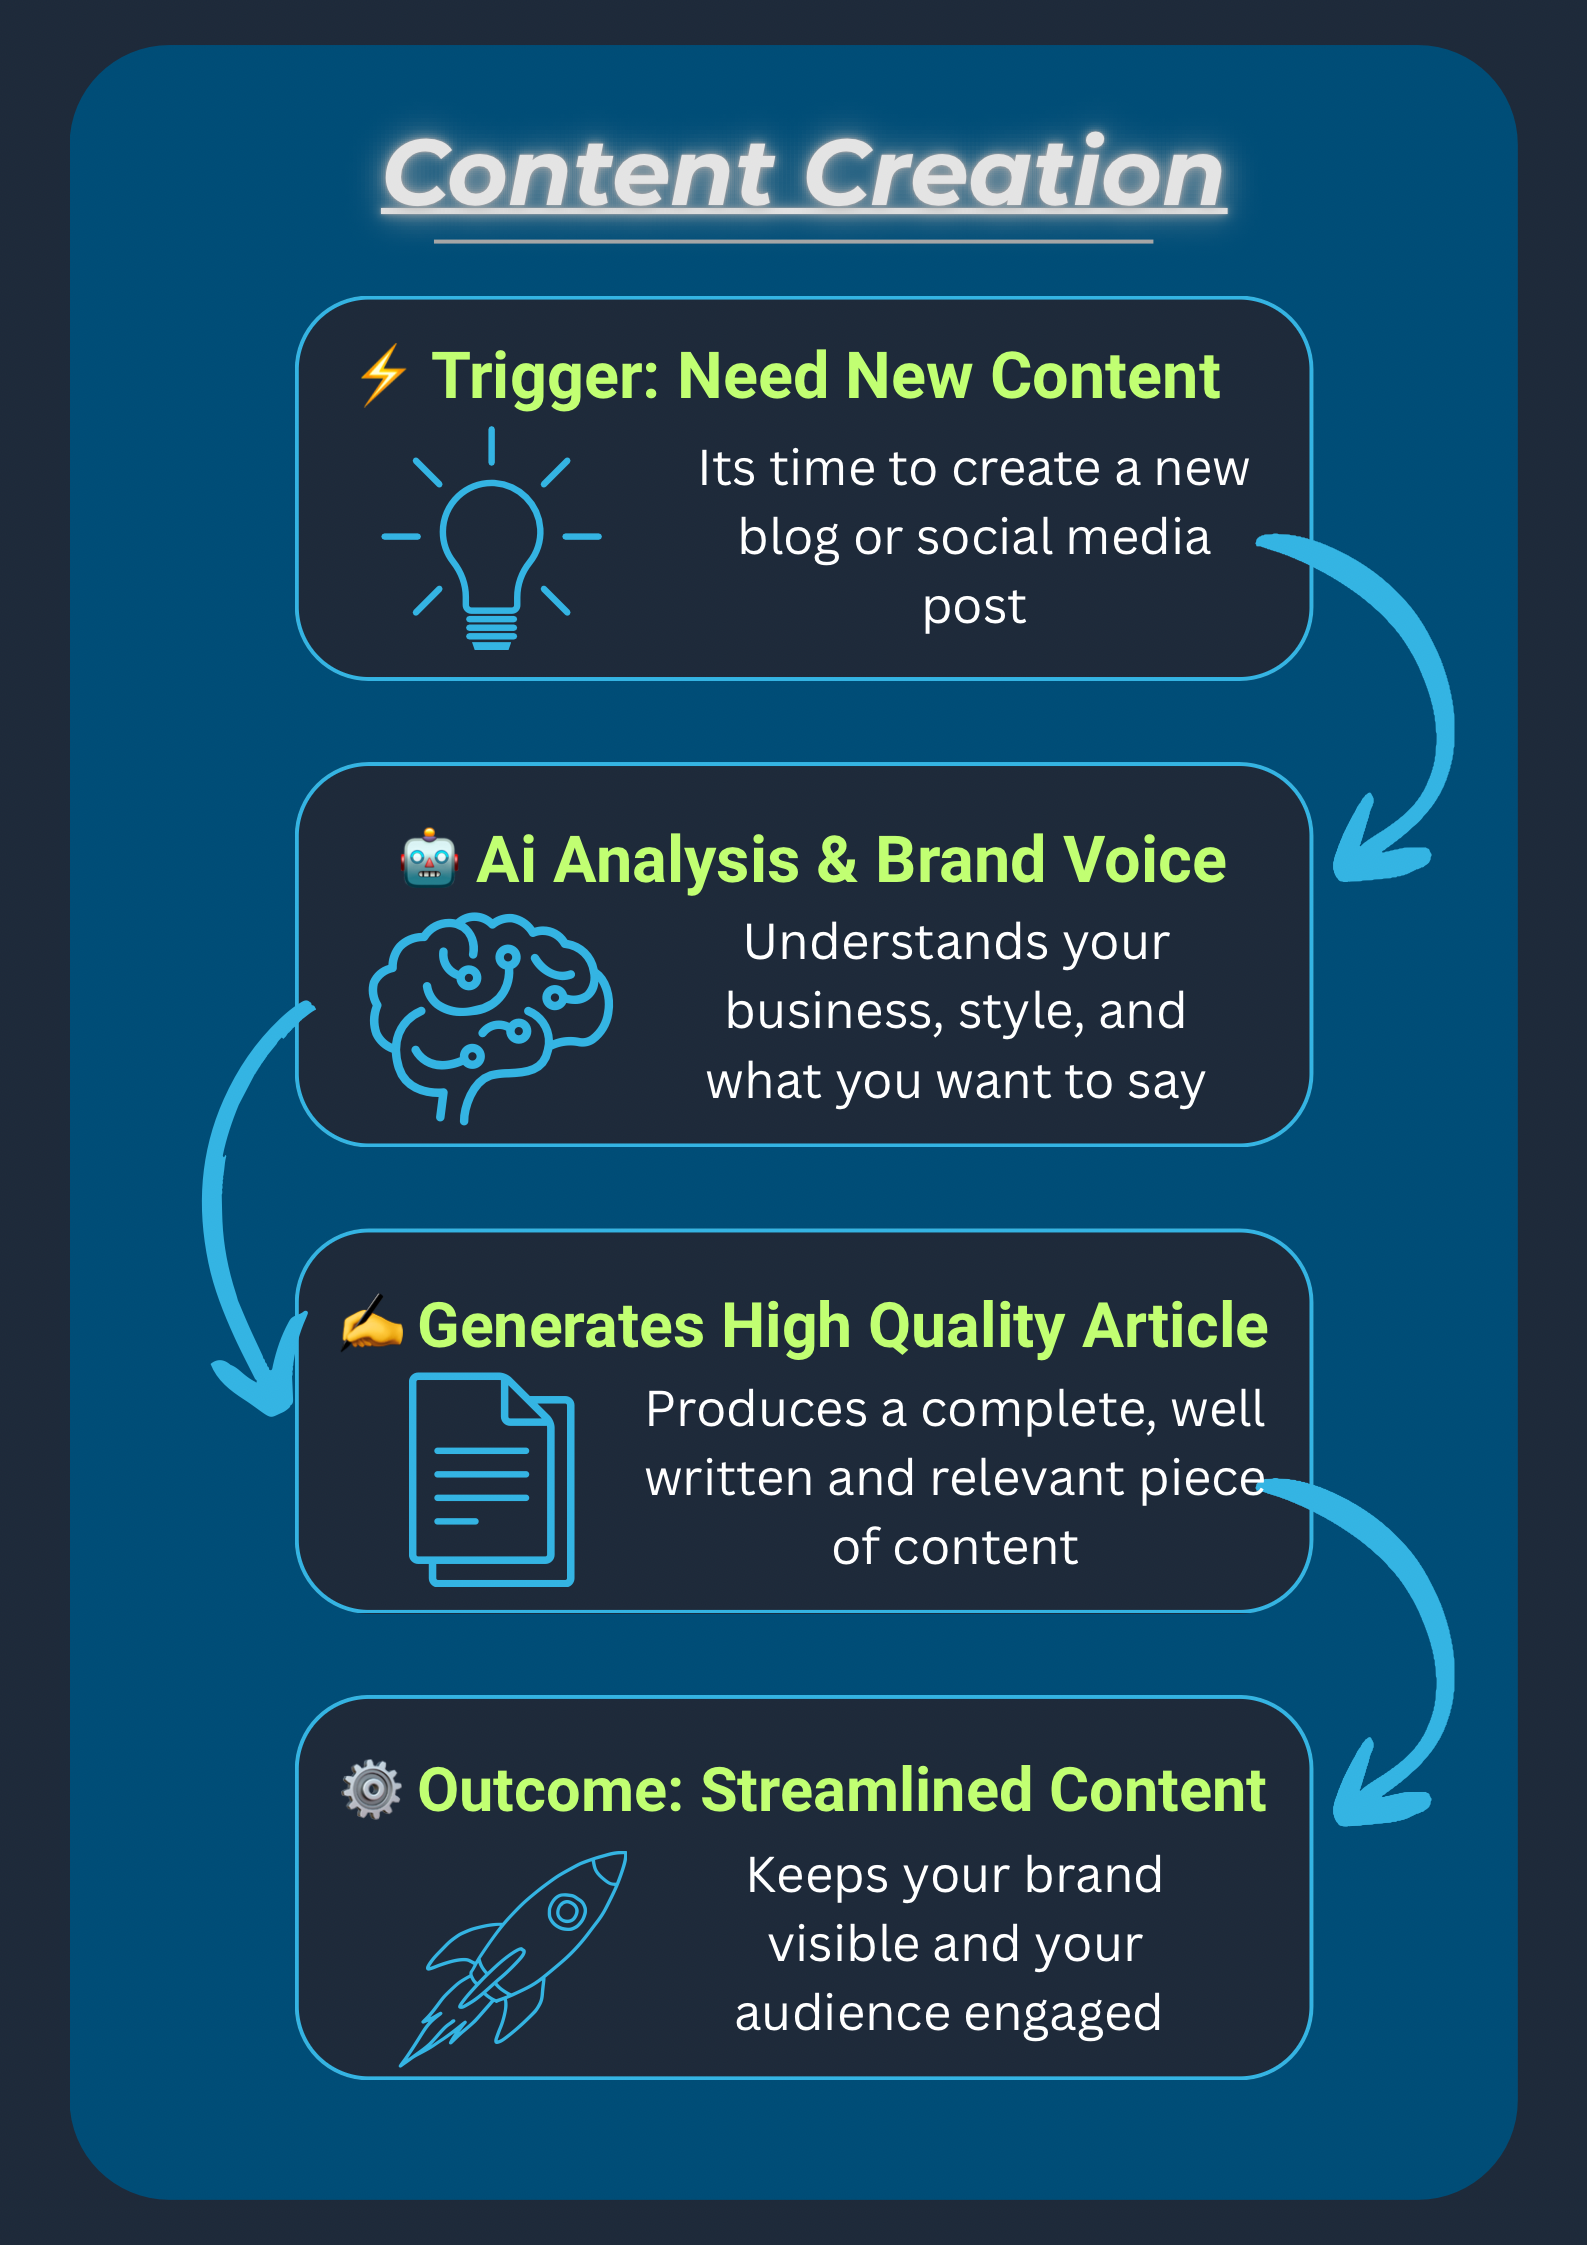 Content Creation
⚡ Trigger: Need New Content
Its time to create a new
blog or social media
post
🤖 Ai Analysis & Brand Voice
Understands your
business, style, and
what you want to say
✍ Generates High Quality Article
Produces a complete, well
written and relevant piece
of content
⚙ Outcome: Streamlined Content
Keeps your brand
visible and your
audience engaged